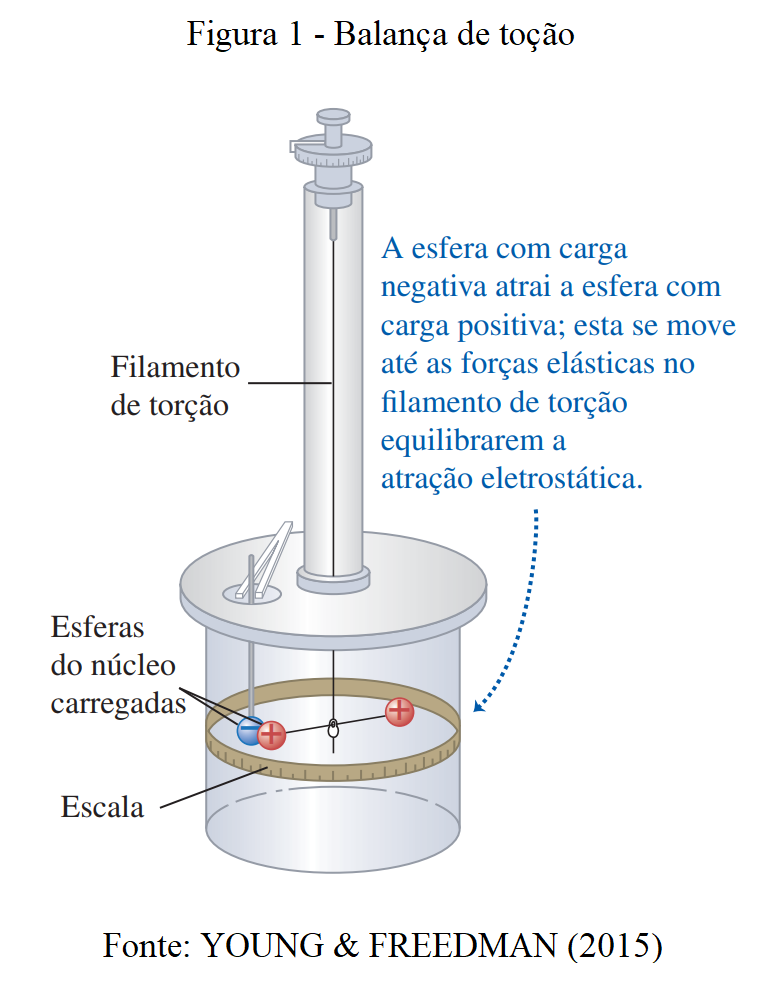 Figura 1 - Balança de toção
A esfera com carga
negativa atrai a esfera com
carga positiva; esta se move
até as forças elásticas no
filamento de torção
equilibrarem a
atração eletrostática.
Filamento
de torção
Esferas
do núcleo
carregadas
Escala
Fonte: YOUNG & FREEDMAN (2015)